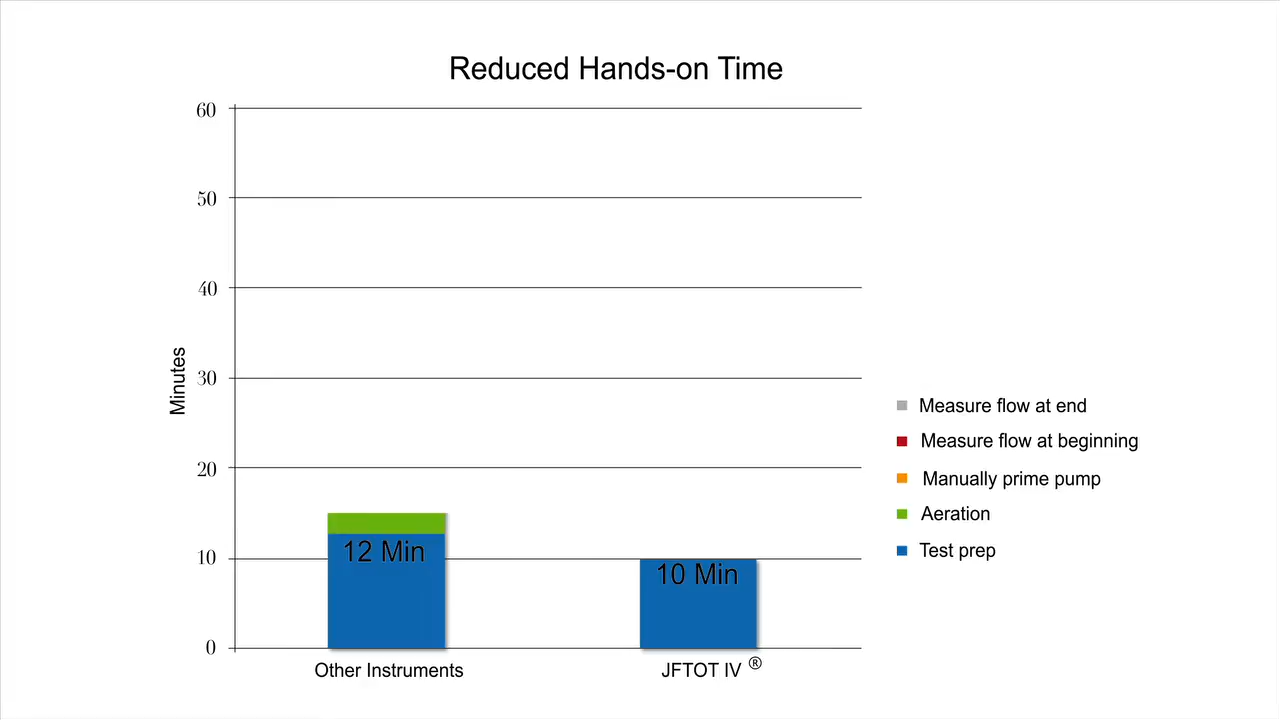 Reduced Hands-on Time
60
50
40
30
20
10
0
Minutes
12 Min
10 Min
Other Instruments
JFTOT IV ®
Measure flow at end
Measure flow at beginning
Manually prime pump
Aeration
Test prep